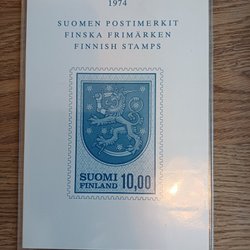 1974
SUOMEN POSTIMERKIT
FINSKA FRIMÄRKEN
FINNISH STAMPS
SUOMI
FINLAND
10,00